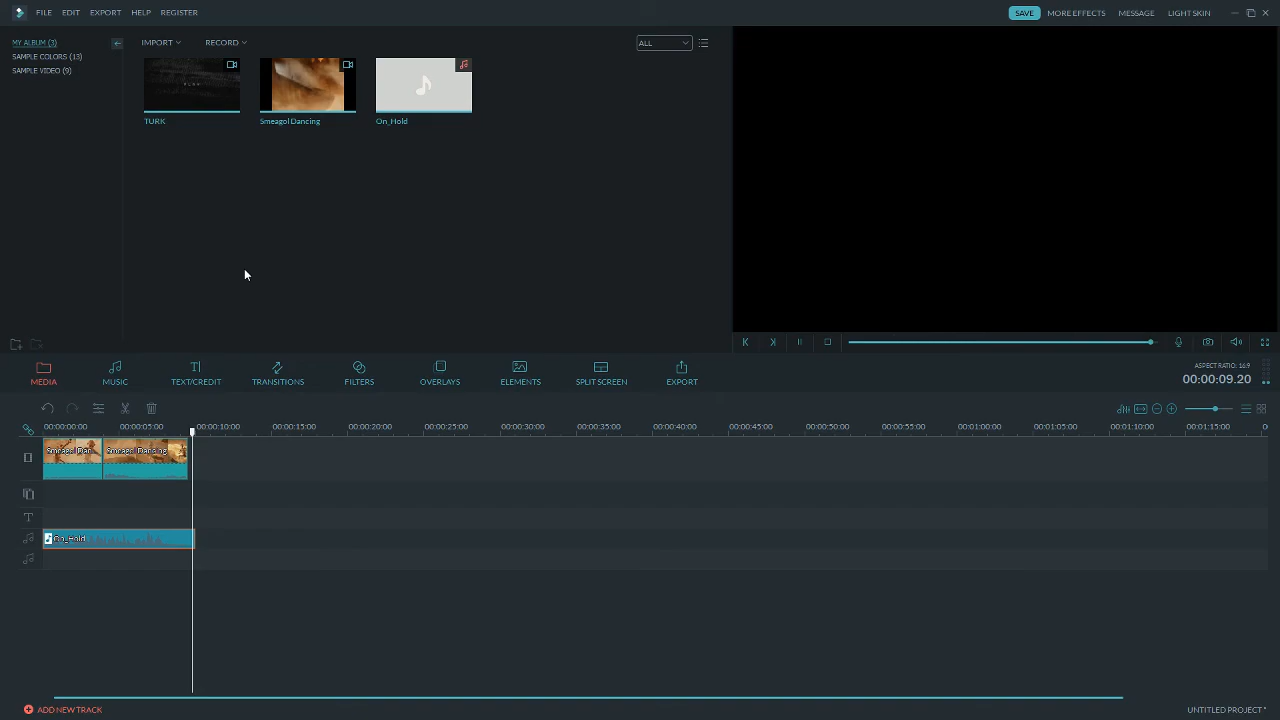 FILE EDIT EXPORT HELP REGISTER SAVE MORE EFFECTS MESSAGE LIGHT SKIN
MY ALBUM (3)
SAMPLE COLORS (13)
SAMPLE VIDEO (9)
IMPORT RECORD ALL
TURK
TURK Smeagol Dancing On_Hold
MEDIA MUSIC TEXT/CREDIT TRANSITIONS FILTERS OVERLAYS ELEMENTS SPLIT SCREEN EXPORT
ASPECT RATIO: 16:9
00:00:09.20
00:00:00:00 00:00:05:00 00:00:10:00 00:00:15:00 00:00:20:00 00:00:25:00 00:00:30:00 00:00:35:00 00:00:40:00 00:00:45:00 00:00:50:00 00:00:55:00 00:01:00:00 00:01:05:00 00:01:10:00 00:01:15:00 0
Smeagol Dan Smeagol Dancing
On_Hold
ADD NEW TRACK
UNTITLED PROJECT *